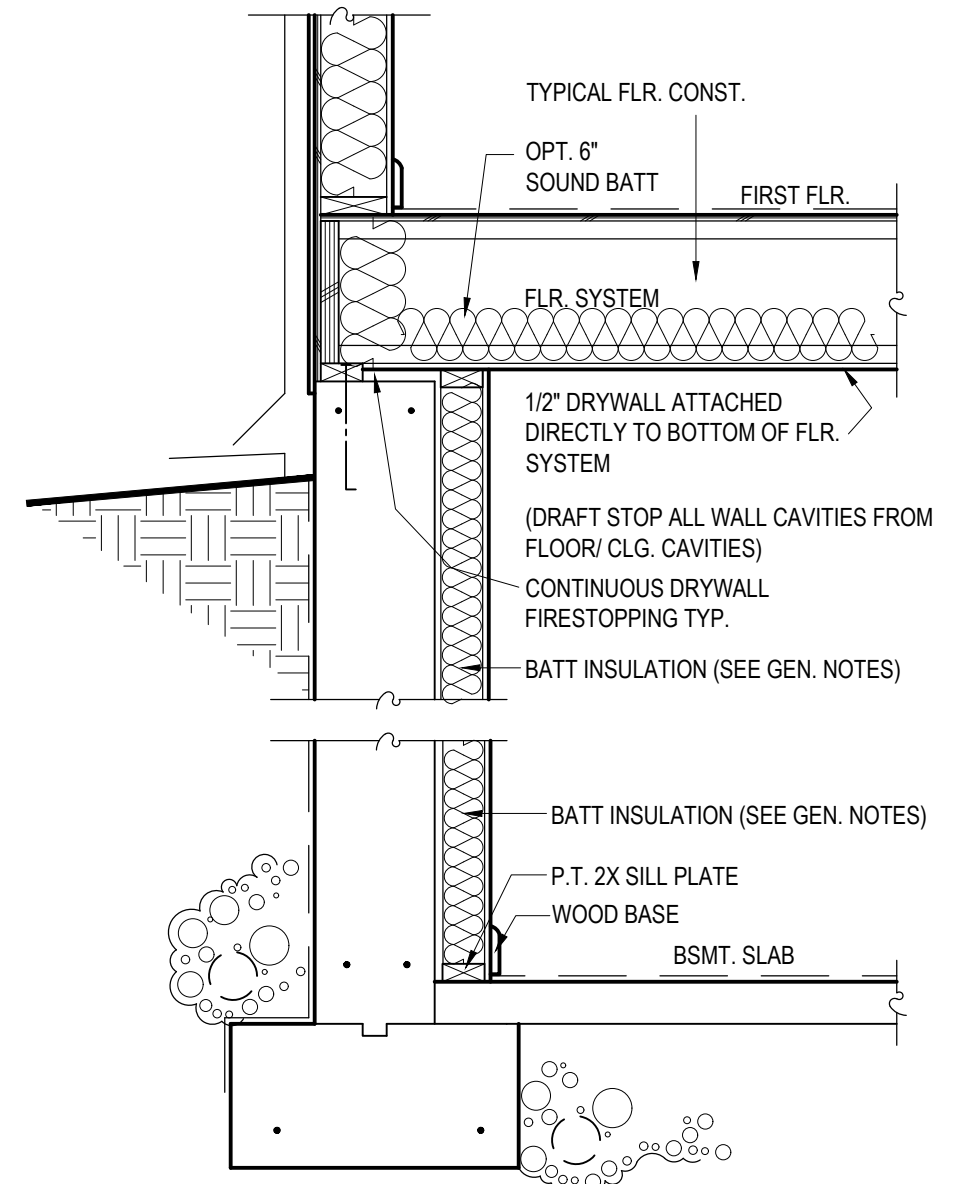 TYPICAL FLR. CONST.
OPT. 6"
SOUND BATT
FIRST FLR.
FLR. SYSTEM
1/2" DRYWALL ATTACHED
DIRECTLY TO BOTTOM OF FLR.
SYSTEM
(DRAFT STOP ALL WALL CAVITIES FROM
FLOOR/ CLG. CAVITIES)
CONTINUOUS DRYWALL
FIRESTOPPING TYP.
BATT INSULATION (SEE GEN. NOTES)
BATT INSULATION (SEE GEN. NOTES)
P.T. 2X SILL PLATE
WOOD BASE
BSMT. SLAB